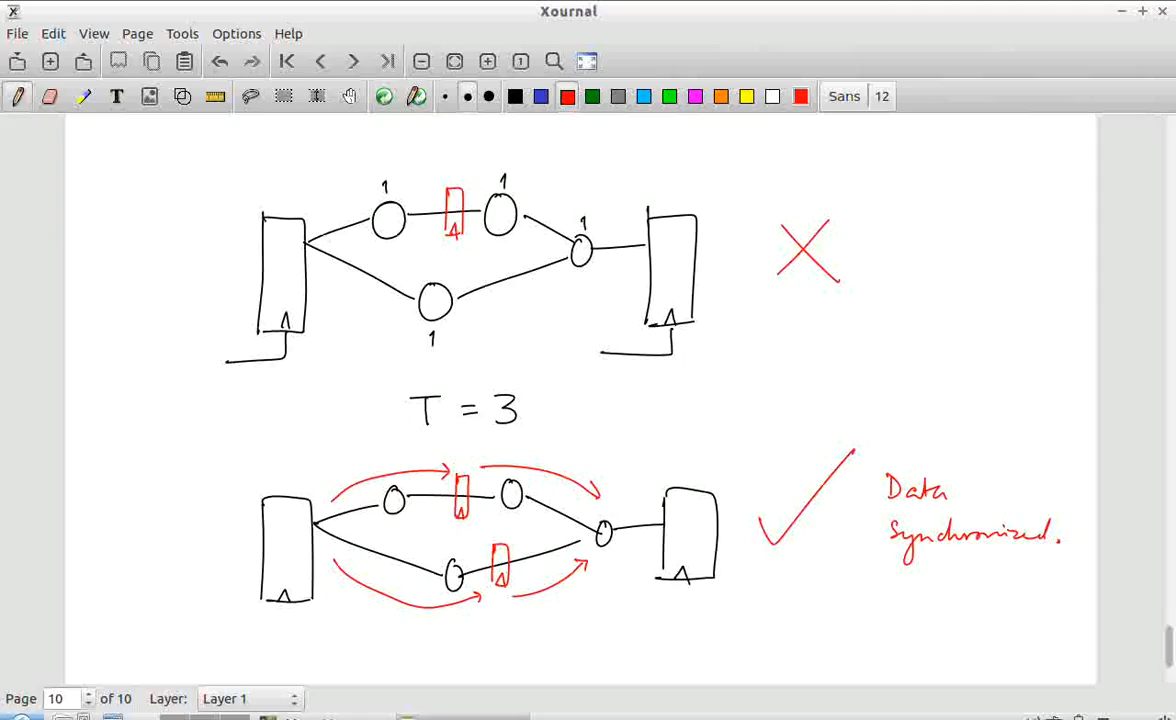 Xournal
File Edit View Page Tools Options Help
Sans 12
1 1
1
1
T = 3
Data
Synchronized.
Page 10 of 10 Layer: Layer 1